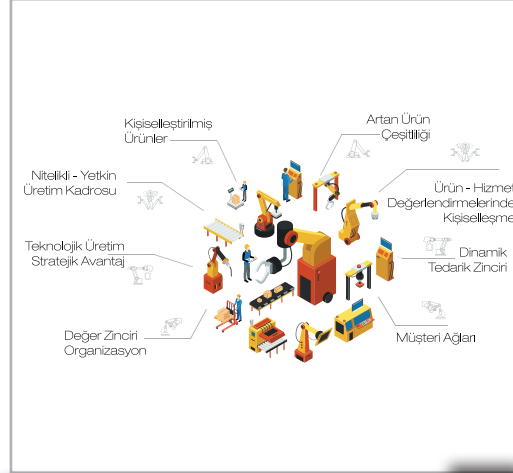 Kişiselleştirilmiş
Ürünler
Artan Ürün
Çeşitliliği
Nitelikli - Yetkin
Üretim Kadrosu
Ürün - Hizmet
Değerlendirmelerinde
Kişiselleşme
Teknolojik Üretim
Stratejik Avantaj
Dinamik
Tedarik Zinciri
Değer Zinciri
Organizasyon
Müşteri Ağları